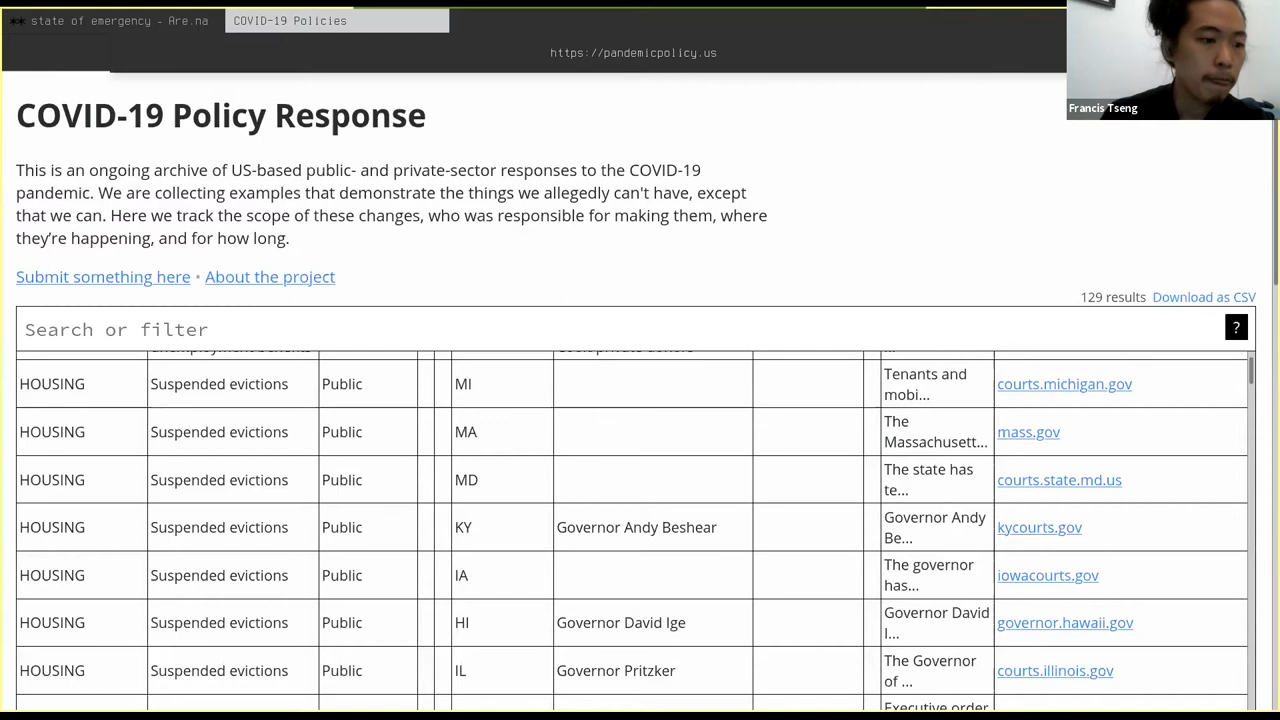 ** state of emergency - Are.na
COVID-19 Policies
https://pandemicpolicy.us
Francis Tseng
COVID-19 Policy Response
This is an ongoing archive of US-based public- and private-sector responses to the COVID-19
pandemic. We are collecting examples that demonstrate the things we allegedly can't have, except
that we can. Here we track the scope of these changes, who was responsible for making them, where
they're happening, and for how long.
Submit something here • About the project
129 results Download as CSV
Search or filter ?
HOUSING Suspended evictions Public MI Tenants and mobi... courts.michigan.gov
HOUSING Suspended evictions Public MA The Massachusett... mass.gov
HOUSING Suspended evictions Public MD The state has te... courts.state.md.us
HOUSING Suspended evictions Public KY Governor Andy Beshear Governor Andy Be... kycourts.gov
HOUSING Suspended evictions Public IA The governor has... iowacourts.gov
HOUSING Suspended evictions Public HI Governor David Ige Governor David I... governor.hawaii.gov
HOUSING Suspended evictions Public IL Governor Pritzker The Governor of ... courts.illinois.gov
Executive order